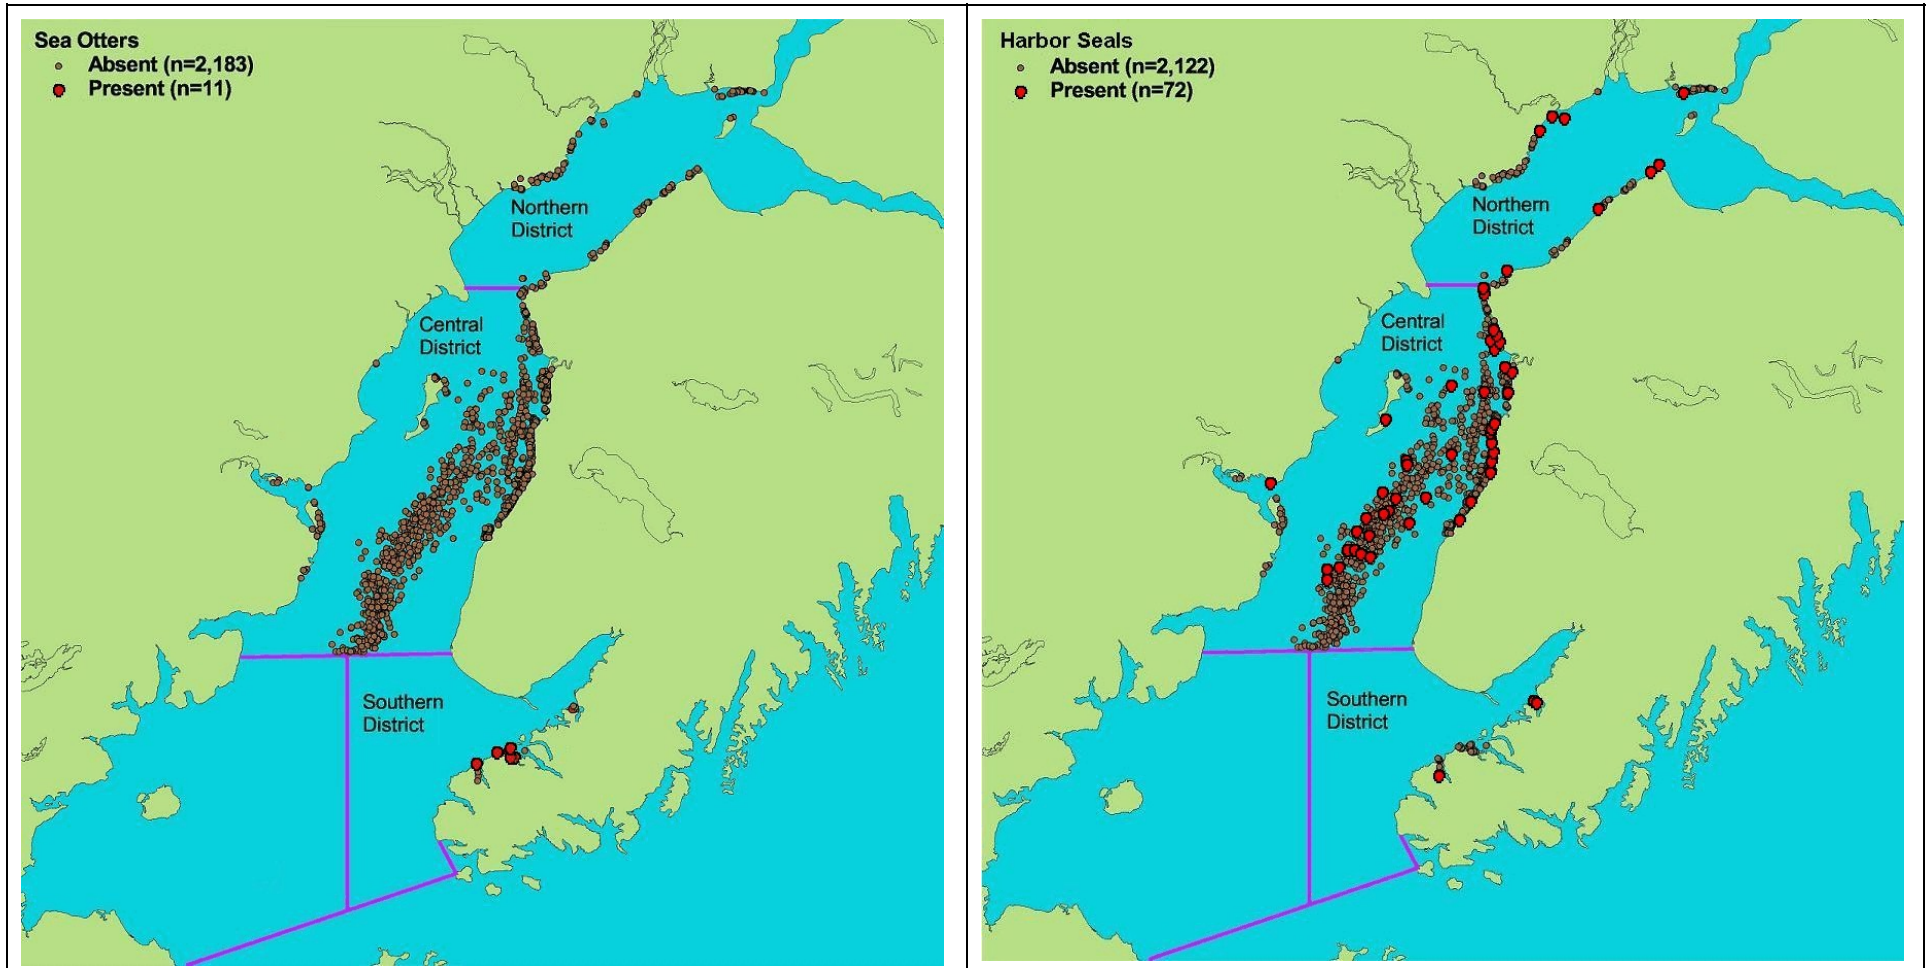 Sea Otters
Absent (n=2,183)
Present (n=11)
Northern
District
Central
District
Southern
District
Harbor Seals
Absent (n=2,122)
Present (n=72)
Northern
District
Central
District
Southern
District